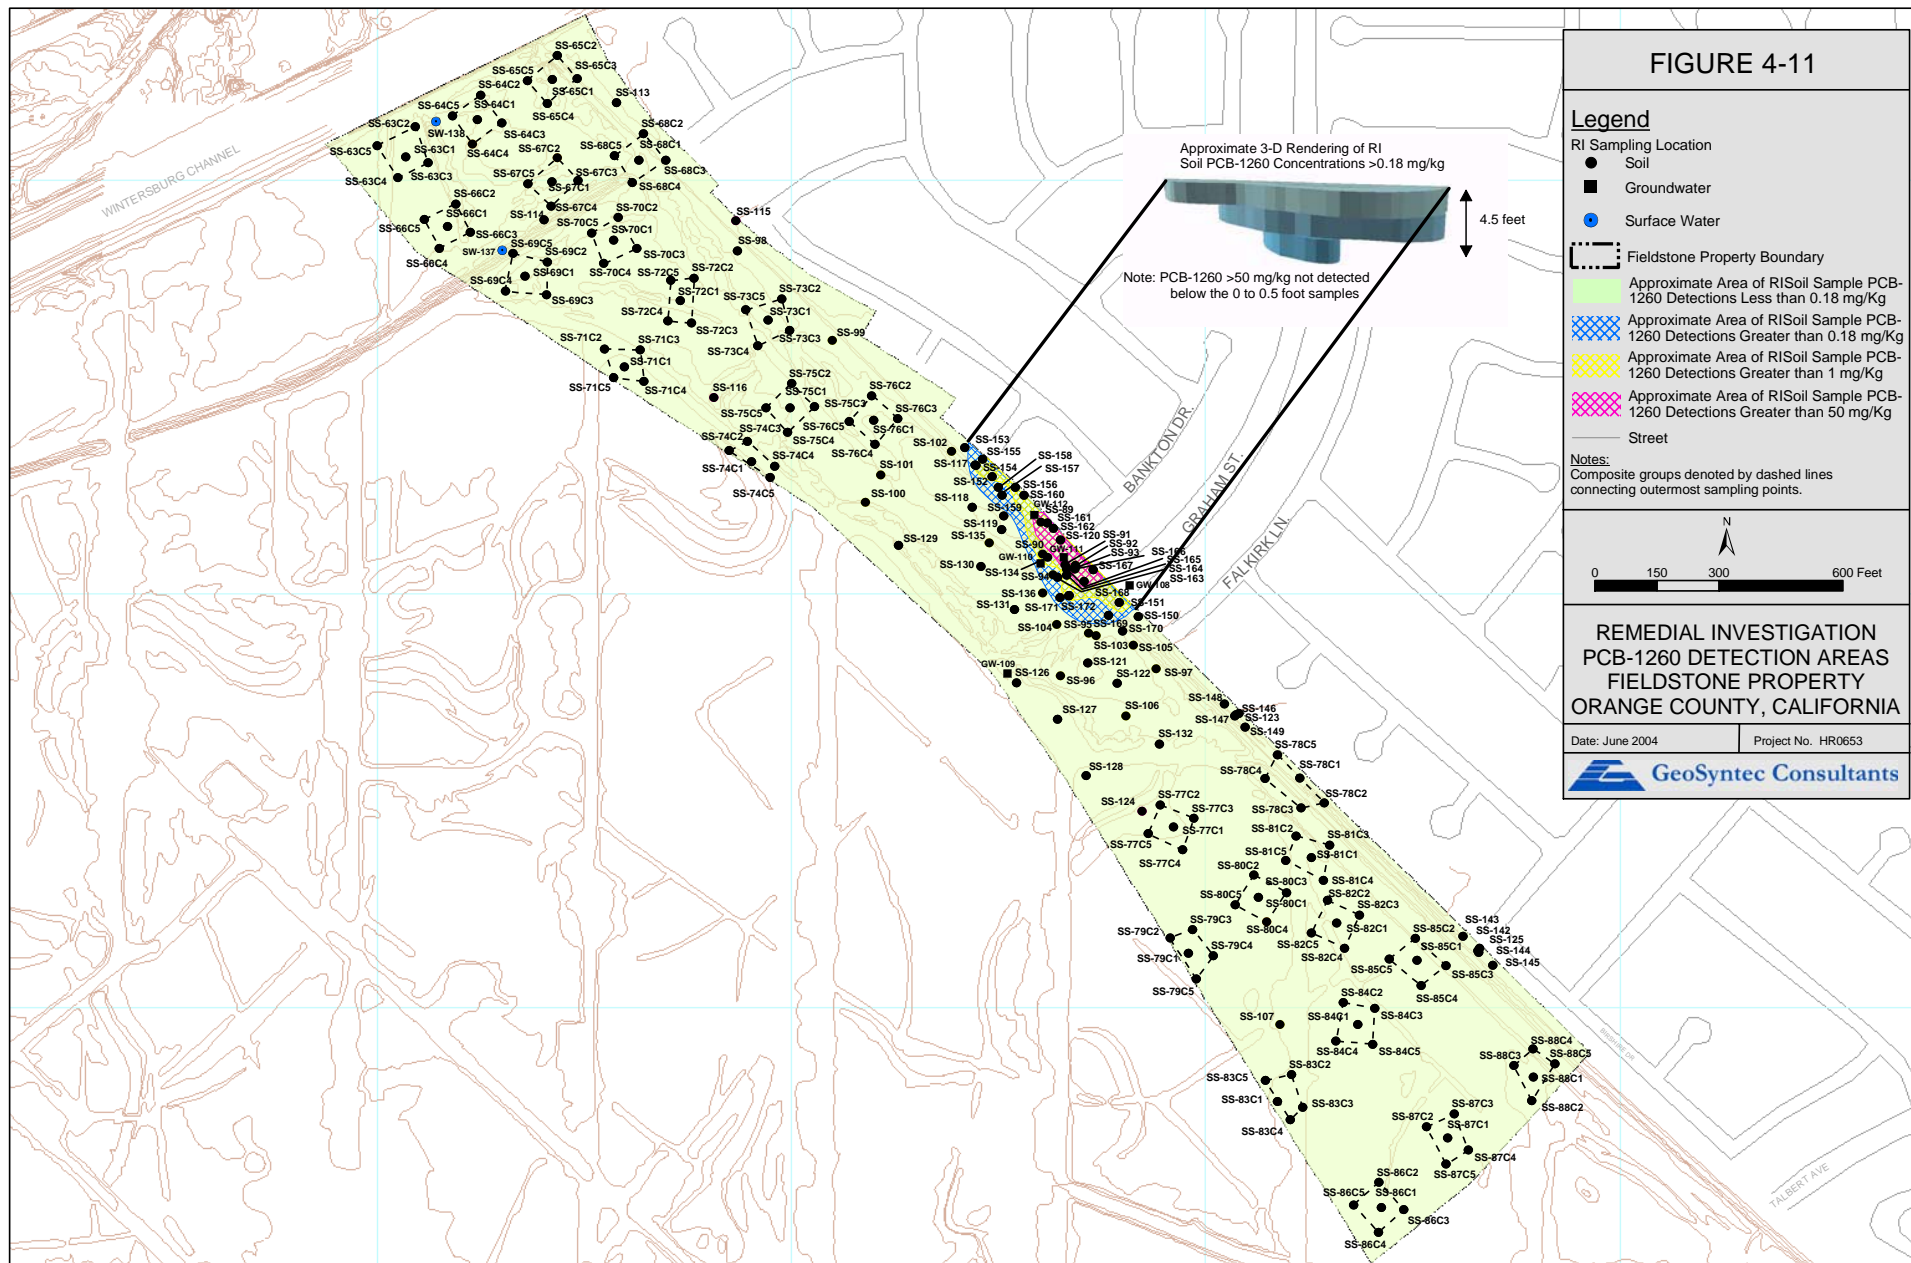 FIGURE 4-11
Legend
RI Sampling Location
Soil
Groundwater
Surface Water
Fieldstone Property Boundary
Approximate Area of RISoil Sample PCB-
1260 Detections Less than 0.18 mg/Kg
Approximate Area of RISoil Sample PCB-
1260 Detections Greater than 0.18 mg/Kg
Approximate Area of RISoil Sample PCB-
1260 Detections Greater than 1 mg/Kg
Approximate Area of RISoil Sample PCB-
1260 Detections Greater than 50 mg/Kg
Street
Notes:
Composite groups denoted by dashed lines
connecting outermost sampling points.
N
0 150 300 600 Feet
REMEDIAL INVESTIGATION
PCB-1260 DETECTION AREAS
FIELDSTONE PROPERTY
ORANGE COUNTY, CALIFORNIA
Date: June 2004
Project No. HR0653
GeoSyntec Consultants
Approximate 3-D Rendering of RI
Soil PCB-1260 Concentrations >0.18 mg/kg
4.5 feet
Note: PCB-1260 >50 mg/kg not detected
below the 0 to 0.5 foot samples
WINTERSBURG CHANNEL
BANKTON DR.
GRAHAM ST.
FALKIRK LN.
TALBERT AVE
SS-65C2
SS-65C5
SS-65C3
SS-64C2
SS-65C1
SS-113
SS-64C5
SS-64C1
SS-65C4
SS-63C2
SW-138
SS-64C3
SS-68C2
SS-63C5
SS-63C1
SS-64C4
SS-67C2
SS-68C5
SS-68C1
SS-63C4
SS-63C3
SS-67C5
SS-67C3
SS-68C3
SS-66C2
SS-67C1
SS-68C4
SS-66C1
SS-114
SS-67C4
SS-70C2
SS-66C5
SS-70C5
SS-115
SS-66C3
SS-69C5
SS-70C1
SS-98
SS-66C4
SW-137
SS-69C2
SS-70C3
SS-69C1
SS-70C4
SS-72C5
SS-72C2
SS-69C4
SS-69C3
SS-72C1
SS-73C5
SS-73C2
SS-72C4
SS-72C3
SS-73C1
SS-71C2
SS-71C3
SS-73C4
SS-73C3
SS-99
SS-71C1
SS-71C5
SS-71C4
SS-75C2
SS-116
SS-75C1
SS-76C2
SS-75C5
SS-75C3
SS-76C3
SS-74C3
SS-76C5
SS-76C1
SS-74C2
SS-75C4
SS-76C4
SS-74C1
SS-74C4
SS-74C5
SS-101
SS-100
SS-102
SS-153
SS-155
SS-158
SS-117
SS-154
SS-157
SS-152
SS-156
SS-118
SS-160
SS-159
GW-112
SS-89
SS-161
SS-119
SS-162
SS-135
SS-120
SS-91
SS-129
SS-90
GW-111
SS-92
SS-93
SS-166
GW-110
SS-165
SS-130
SS-134
SS-94
SS-167
SS-164
SS-163
GW-108
SS-136
SS-168
SS-131
SS-171
SS-172
SS-151
SS-150
SS-104
SS-95
SS-169
SS-170
SS-103
SS-105
GW-109
SS-126
SS-121
SS-96
SS-122
SS-97
SS-127
SS-106
SS-148
SS-146
SS-147
SS-123
SS-149
SS-132
SS-128
SS-78C5
SS-78C4
SS-78C1
SS-78C3
SS-78C2
SS-124
SS-77C2
SS-77C3
SS-77C1
SS-77C5
SS-77C4
SS-81C2
SS-81C3
SS-81C5
SS-81C1
SS-80C2
SS-80C3
SS-81C4
SS-80C5
SS-80C1
SS-82C2
SS-82C3
SS-80C4
SS-82C1
SS-82C5
SS-82C4
SS-79C2
SS-79C3
SS-79C4
SS-79C1
SS-79C5
SS-143
SS-142
SS-125
SS-144
SS-145
SS-85C2
SS-85C1
SS-85C5
SS-85C3
SS-85C4
SS-84C2
SS-107
SS-84C1
SS-84C3
SS-84C4
SS-84C5
SS-83C2
SS-83C5
SS-83C1
SS-83C3
SS-83C4
SS-88C4
SS-88C3
SS-88C5
SS-88C1
SS-88C2
SS-87C3
SS-87C2
SS-87C1
SS-87C4
SS-87C5
SS-86C2
SS-86C5
SS-86C1
SS-86C3
SS-86C4